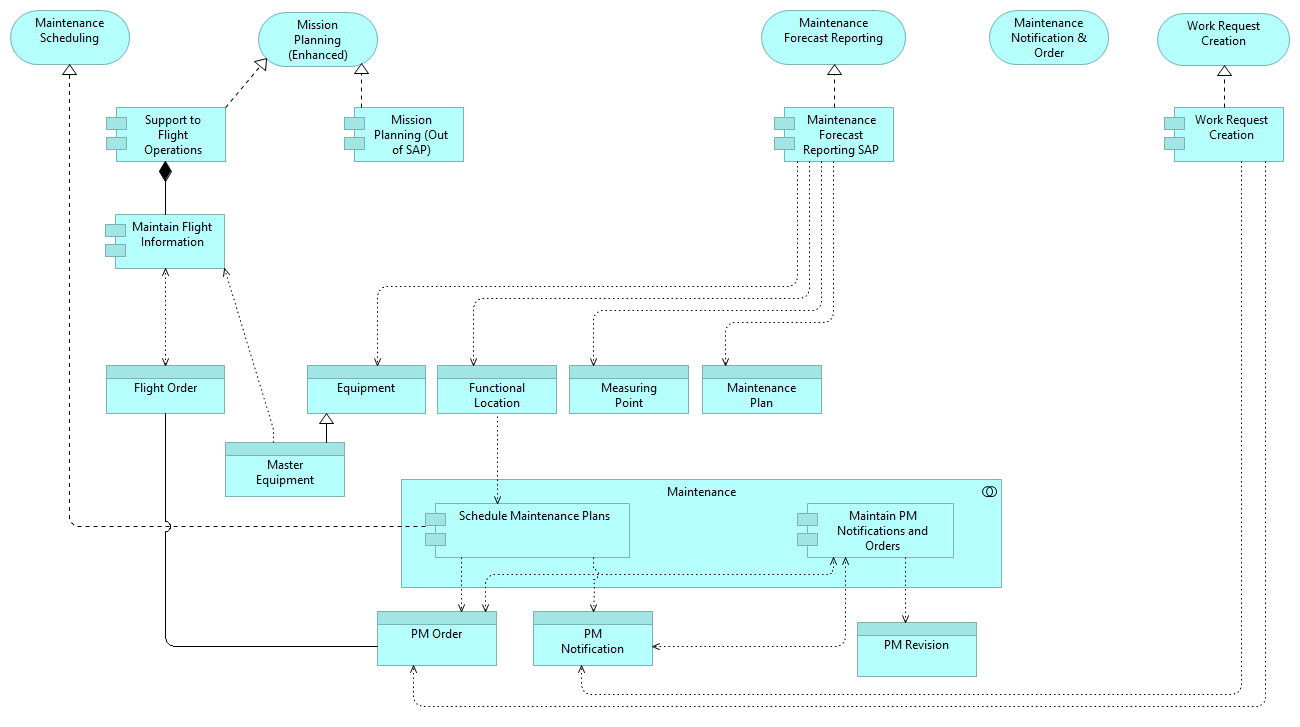 Maintenance
Scheduling
Mission
Planning
(Enhanced)
Maintenance
Forecast Reporting
Maintenance
Notification &
Order
Work Request
Creation
Support to
Flight
Operations
Mission
Planning (Out
of SAP)
Maintenance
Forecast
Reporting SAP
Work Request
Creation
Maintain Flight
Information
Flight Order
Equipment
Functional
Location
Measuring
Point
Maintenance
Plan
Master
Equipment
Maintenance
Schedule Maintenance Plans
Maintain PM
Notifications and
Orders
PM Order
PM
Notification
PM Revision